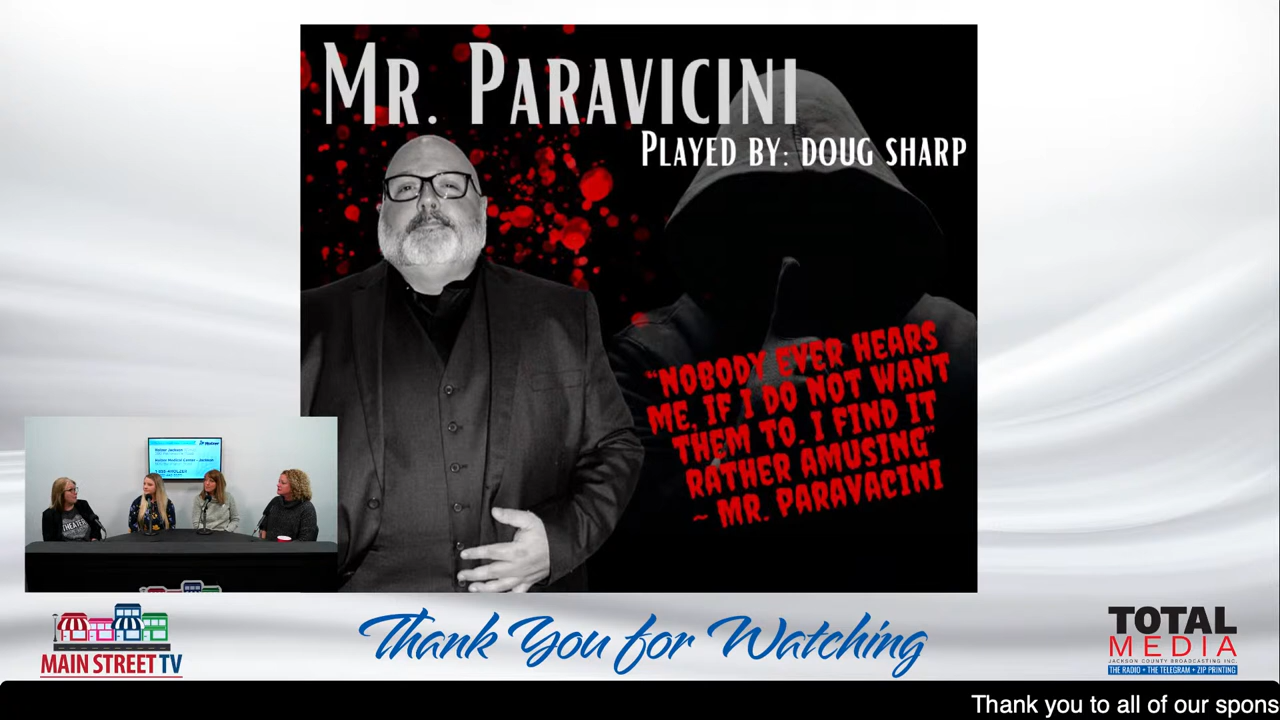 MR. PARAVICINI
PLAYED BY: DOUG SHARP
"NOBODY EVER HEARS
ME, IF I DO NOT WANT
THEM TO. I FIND IT
RATHER AMUSING"
~ MR. PARAVACINI
THEATER
MAIN STREET TV
Thank You for Watching
TOTAL
MEDIA
JACKSON COUNTY BROADCASTING INC.
THE RADIO • THE TELEGRAM • ZIP PRINTING
Thank you to all of our spons